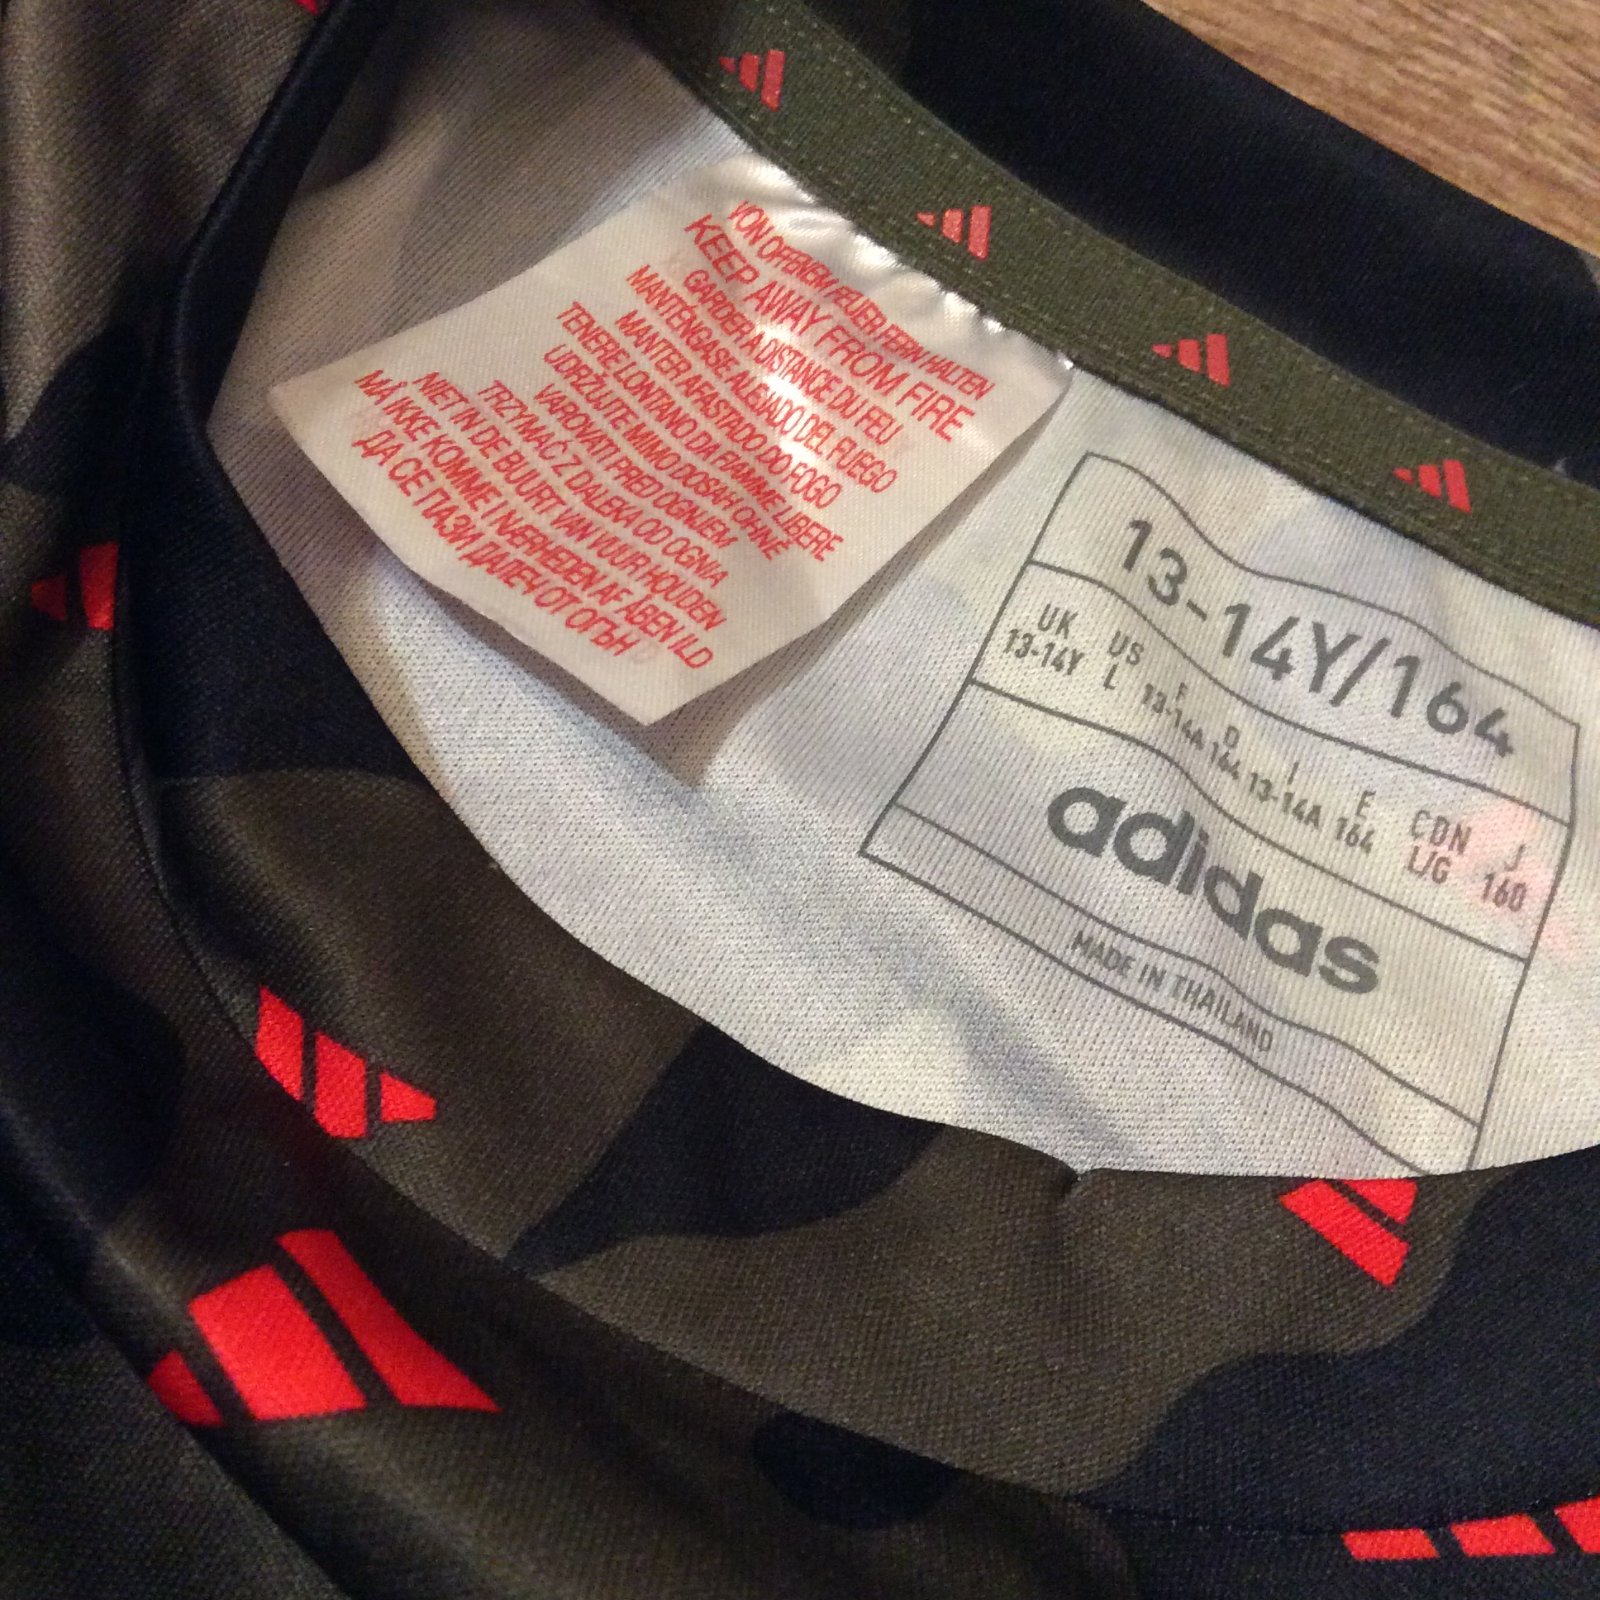 VON OFFENEM FEUER FERN HALTEN
KEEP AWAY FROM FIRE
GARDER A DISTANCE DU FEU
MANTÉNGASE ALEJADO DEL FUEGO
MANTER AFASTADO DO FOGO
TENERE LONTANO DA FIAMME LIBERE
UDRŽUJTE MIMO DOSAH OHNĚ
VAROVATI PRED OGNJEM
TRZYMAĆ Z DALEKA OD OGNIA
NIET IN DE BUURT VAN VUUR HOUDEN
MÅ IKKE KOMME I NÆRHEDEN AF ÅBEN ILD
ДА СЕ ПАЗИ ДАЛЕЧ ОТ ОГЪН
13-14Y/164
UK US F D I E CDN J
13-14Y L 13-14A 164 13-14A 164 L/G 160
adidas
MADE IN THAILAND